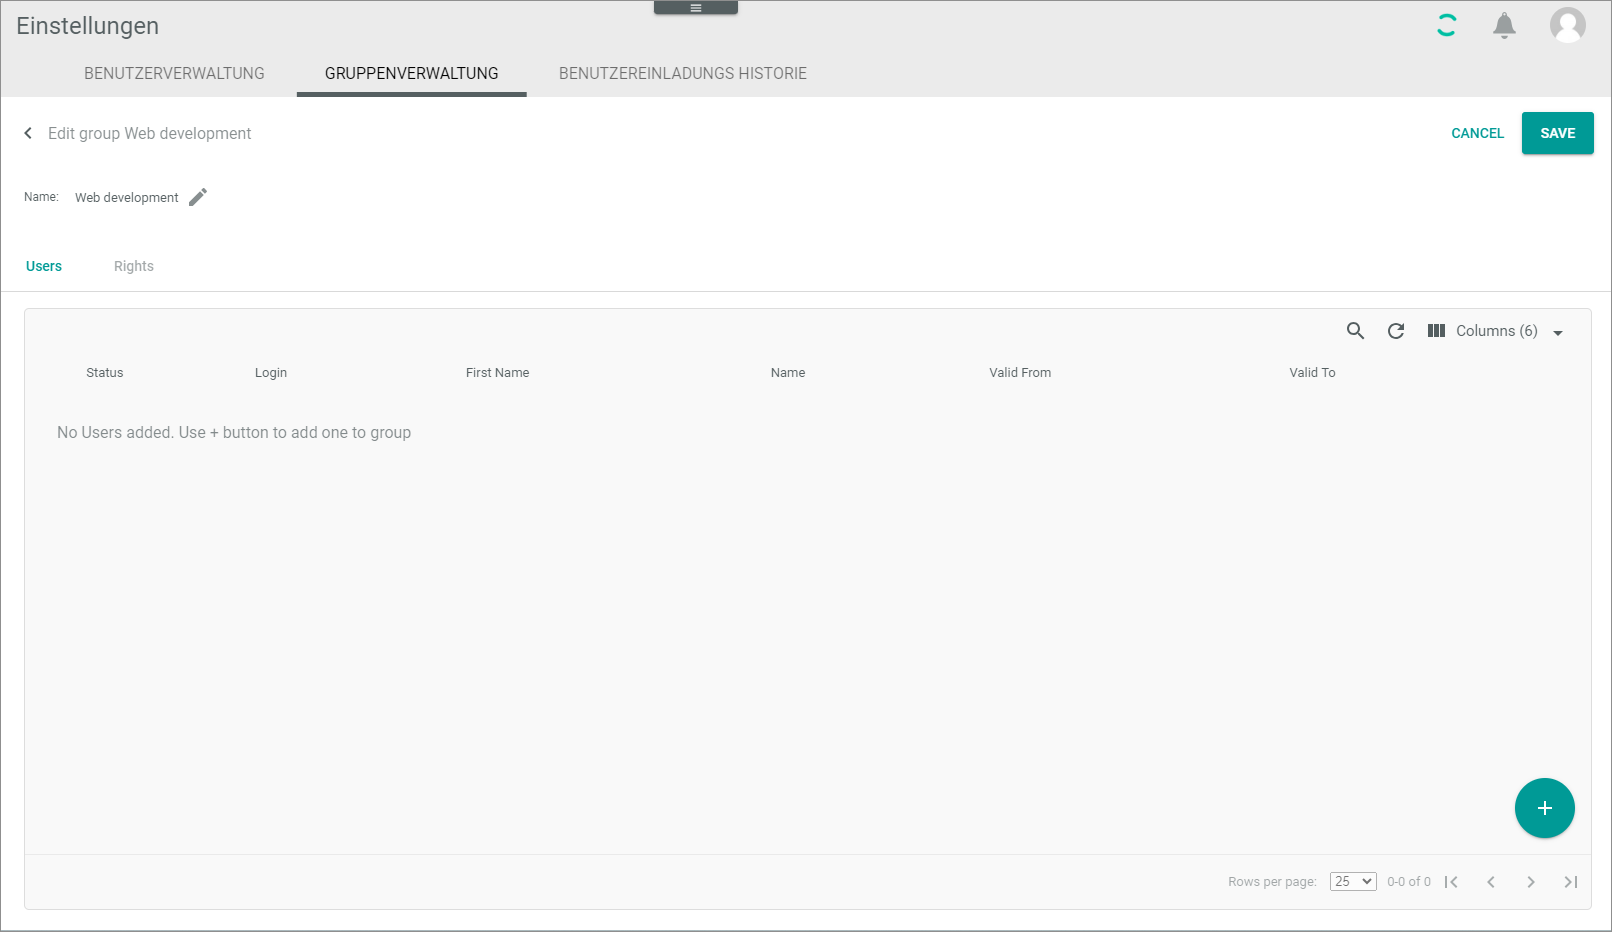 Einstellungen
BENUTZERVERWALTUNG GRUPPENVERWALTUNG BENUTZEREINLADUNGS HISTORIE
Edit group Web development CANCEL SAVE
Name: Web development
Users Rights
Columns (6)
Status Login First Name Name Valid From Valid To
No Users added. Use + button to add one to group
+
Rows per page: 25 0-0 of 0